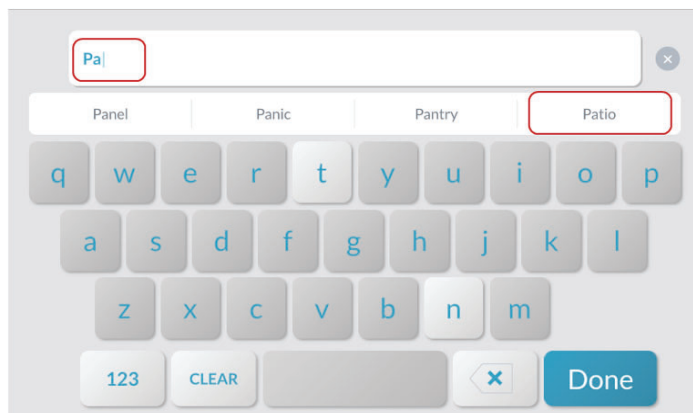 Pa
Panel Panic Pantry Patio
q w e r t y u i o p
a s d f g h j k l
z x c v b n m
123 CLEAR Done